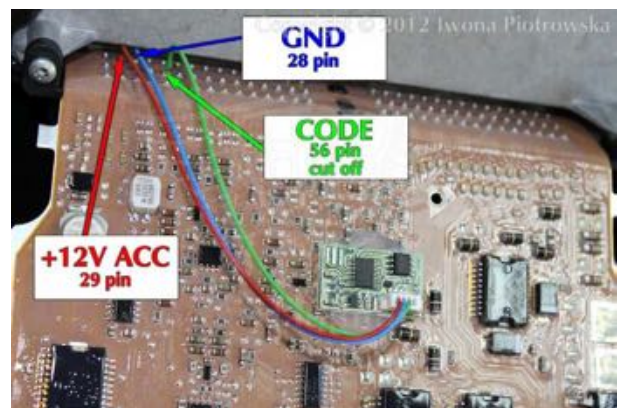 Copyright © 2012 Iwona Piotrowska
GND
28 pin
CODE
56 pin
cut off
+12V ACC
29 pin